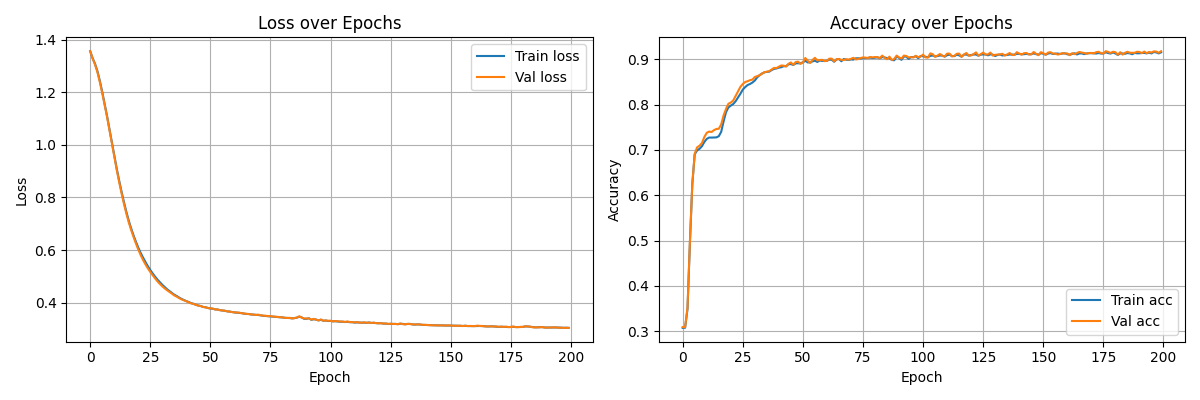 Loss over Epochs
Loss
1.4
1.2
1.0
0.8
0.6
0.4
0 25 50 75 100 125 150 175 200
Epoch
Train loss
Val loss
Accuracy over Epochs
Accuracy
0.9
0.8
0.7
0.6
0.5
0.4
0.3
0 25 50 75 100 125 150 175 200
Epoch
Train acc
Val acc